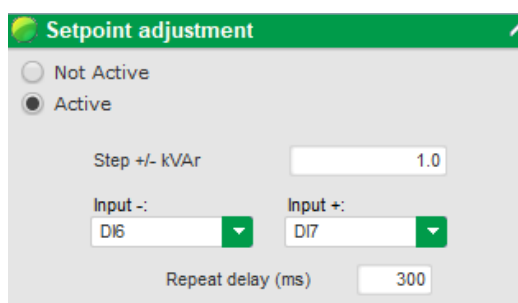 Setpoint adjustment
Not Active
Active
Step +/- kVAr 1.0
Input -: Input +:
DI6 DI7
Repeat delay (ms) 300